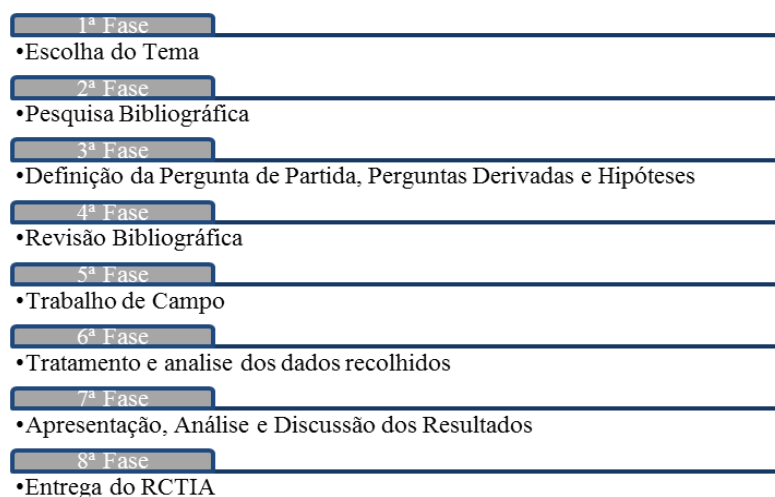 1ª Fase
•Escolha do Tema
2ª Fase
•Pesquisa Bibliográfica
3ª Fase
•Definição da Pergunta de Partida, Perguntas Derivadas e Hipóteses
4ª Fase
•Revisão Bibliográfica
5ª Fase
•Trabalho de Campo
6ª Fase
•Tratamento e analise dos dados recolhidos
7ª Fase
•Apresentação, Análise e Discussão dos Resultados
8ª Fase
•Entrega do RCTIA